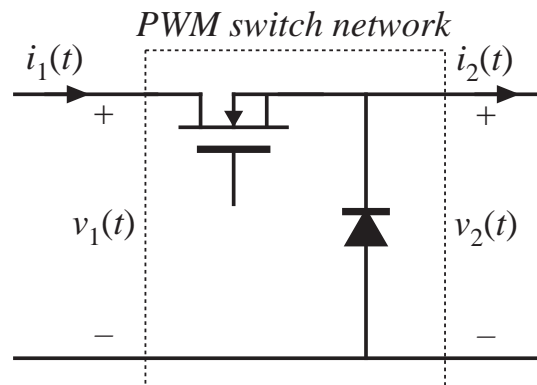 PWM switch network
i1(t)
i2(t)
+
+
v1(t)
v2(t)
–
–